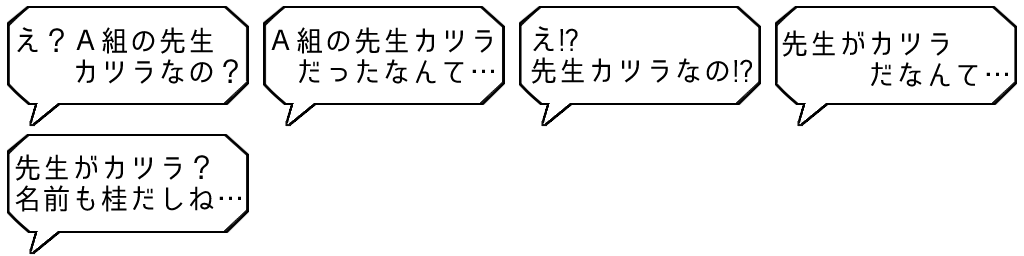 え？A組の先生
カツラなの？
A組の先生カツラ
だったなんて…
え!?
先生カツラなの!?
先生がカツラ
だなんて…
先生がカツラ？
名前も桂だしね…